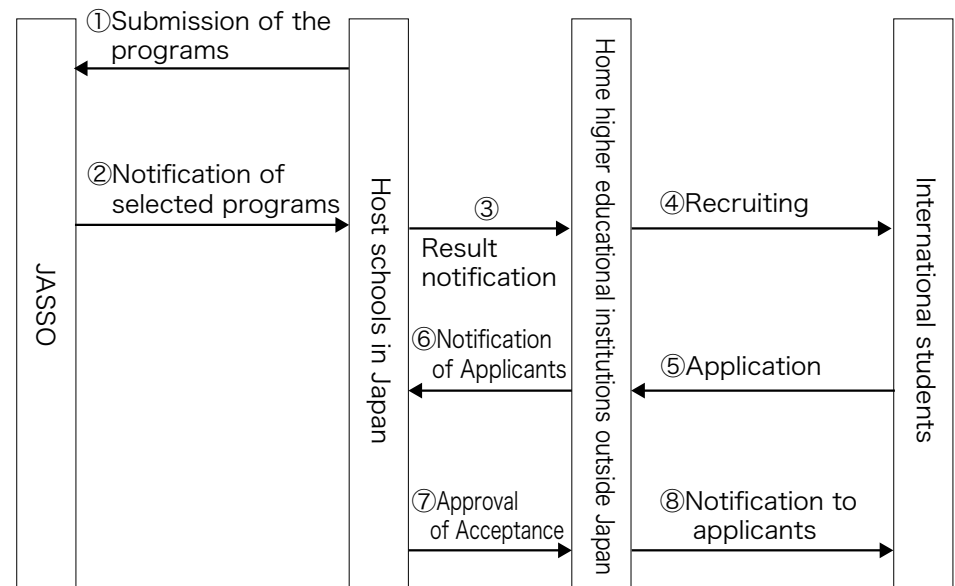 ①Submission of the
programs
②Notification of
selected programs
③
Result
notification
④Recruiting
⑤Application
⑥Notification
of Applicants
⑦Approval
of Acceptance
⑧Notification to
applicants
JASSO
Host schools in Japan
Home higher educational institutions outside Japan
International students